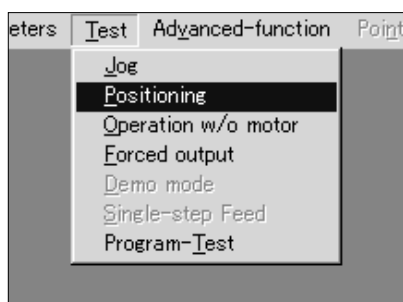 eters Test Advanced-function Point
Jog
Positioning
Operation w/o motor
Forced output
Demo mode
Single-step Feed
Program-Test